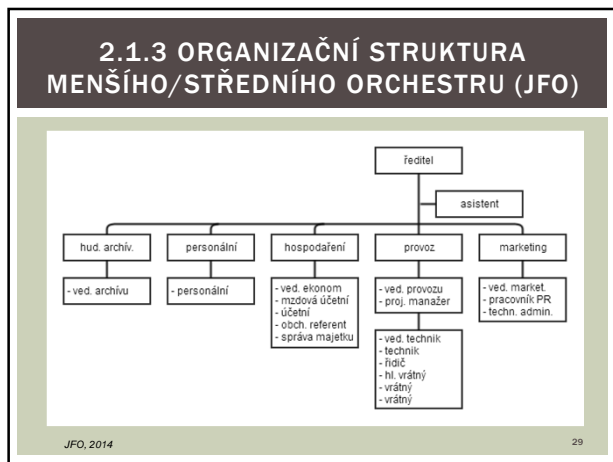 2.1.3 ORGANIZAČNÍ STRUKTURA
MENŠÍHO/STŘEDNÍHO ORCHESTRU (JFO)
ředitel
asistent
hud. archív.
personální
hospodaření
provoz
marketing
- ved. archívu
- personální
- ved. ekonom
- mzdová účetní
- účetní
- obch. referent
- správa majetku
- ved. provozu
- proj. manažer
- ved. market.
- pracovník PR
- techn. admin.
- ved. technik
- technik
- řidič
- hl. vrátný
- vrátný
- vrátný
JFO, 2014
29